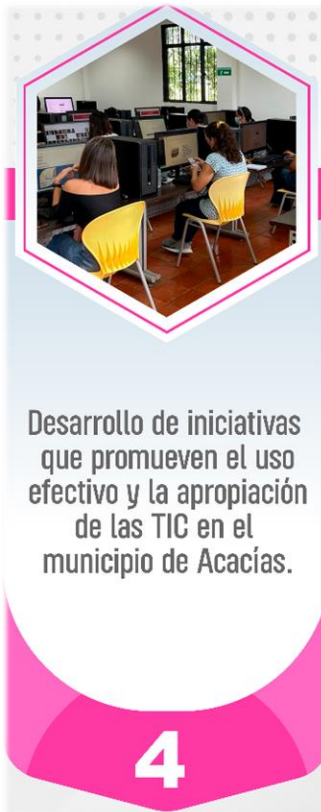 Desarrollo de iniciativas
que promueven el uso
efectivo y la apropiación
de las TIC en el
municipio de Acacías.
4